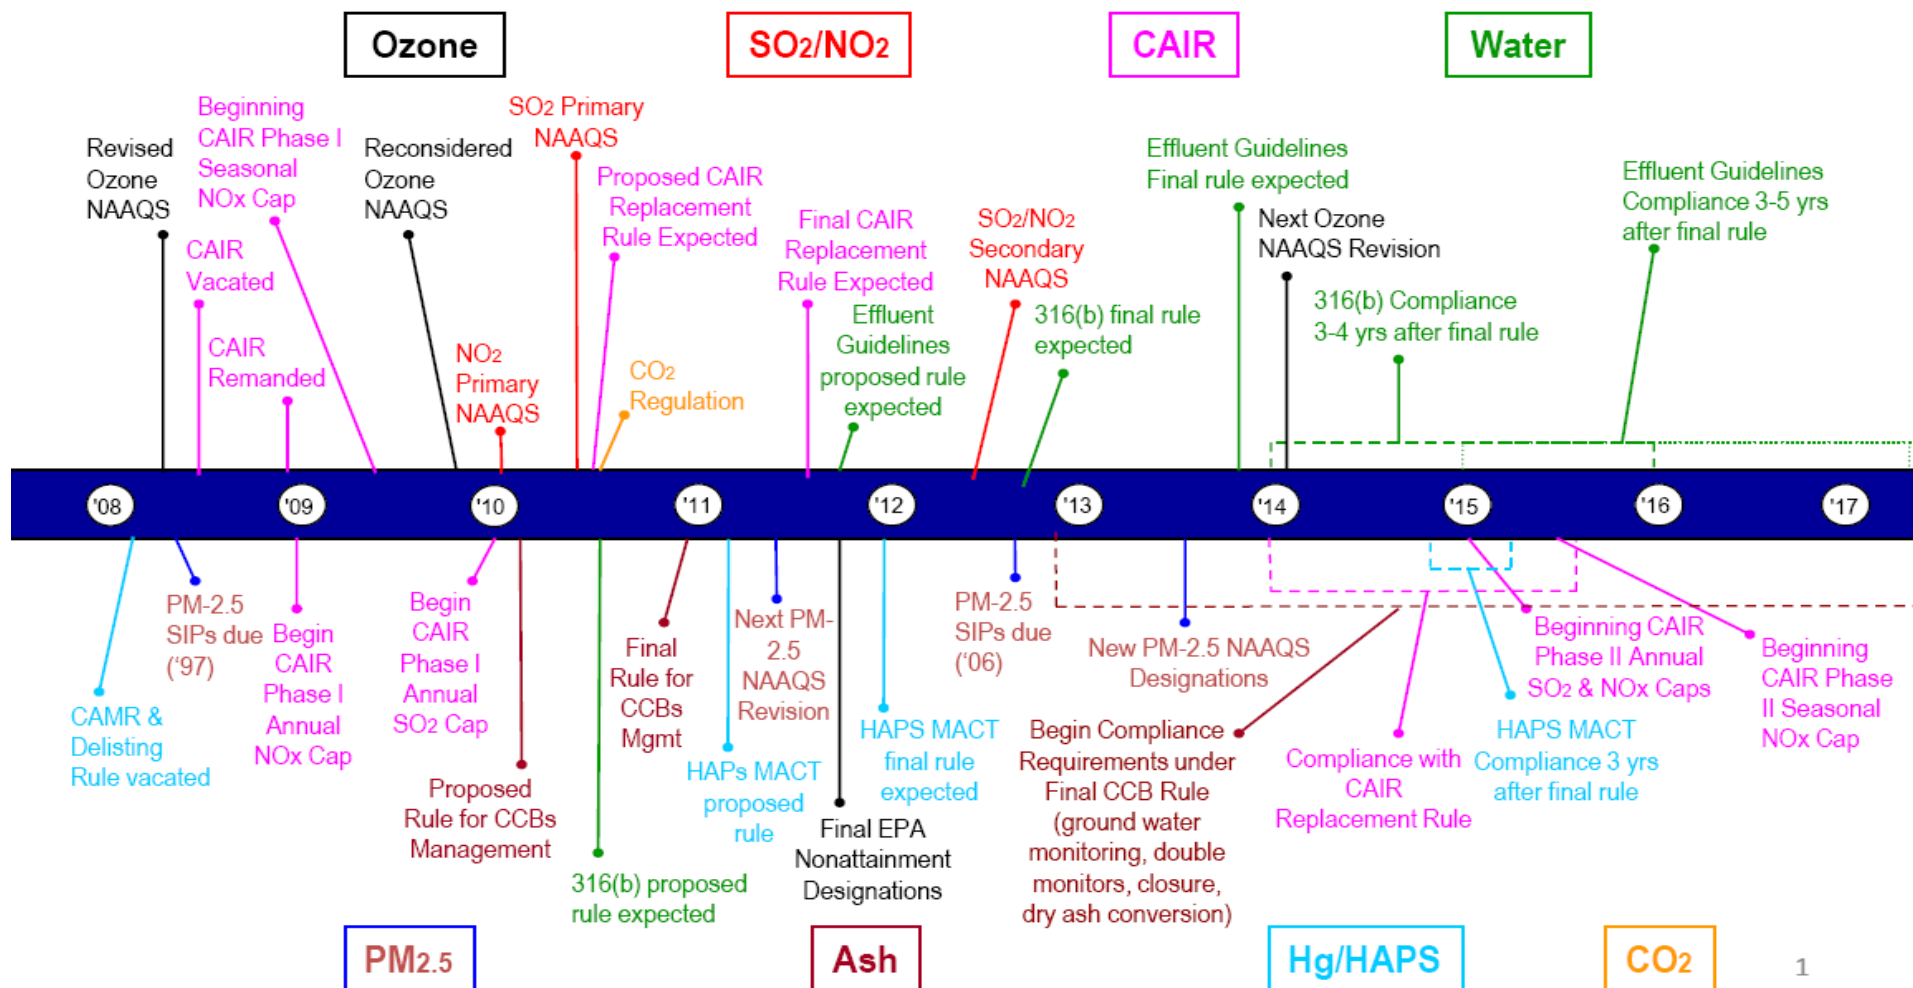 Ozone
SO2/NO2
CAIR
Water
Revised
Ozone
NAAQS
Beginning
CAIR Phase I
Seasonal
NOx Cap
CAIR
Vacated
CAIR
Remanded
Reconsidered
Ozone
NAAQS
NO2
Primary
NAAQS
SO2 Primary
NAAQS
Proposed CAIR
Replacement
Rule Expected
CO2
Regulation
Final CAIR
Replacement
Rule Expected
Effluent
Guidelines
proposed rule
expected
SO2/NO2
Secondary
NAAQS
316(b) final rule
expected
Effluent Guidelines
Final rule expected
Next Ozone
NAAQS Revision
316(b) Compliance
3-4 yrs after final rule
Effluent Guidelines
Compliance 3-5 yrs
after final rule
'08
'09
'10
'11
'12
'13
'14
'15
'16
'17
CAMR &
Delisting
Rule vacated
PM-2.5
SIPs due
(‘97)
Begin
CAIR
Phase I
Annual
NOx Cap
Begin
CAIR
Phase I
Annual
SO2 Cap
Proposed
Rule for CCBs
Management
316(b) proposed
rule expected
Final
Rule for
CCBs
Mgmt
HAPs MACT
proposed
rule
Next PM-
2.5
NAAQS
Revision
Final EPA
Nonattainment
Designations
HAPS MACT
final rule
expected
PM-2.5
SIPs due
(‘06)
New PM-2.5 NAAQS
Designations
Begin Compliance
Requirements under
Final CCB Rule
(ground water
monitoring, double
monitors, closure,
dry ash conversion)
Compliance with
CAIR
Replacement Rule
Beginning CAIR
Phase II Annual
SO2 & NOx Caps
HAPS MACT
Compliance 3 yrs
after final rule
Beginning
CAIR Phase
II Seasonal
NOx Cap
PM2.5
Ash
Hg/HAPS
CO2
1